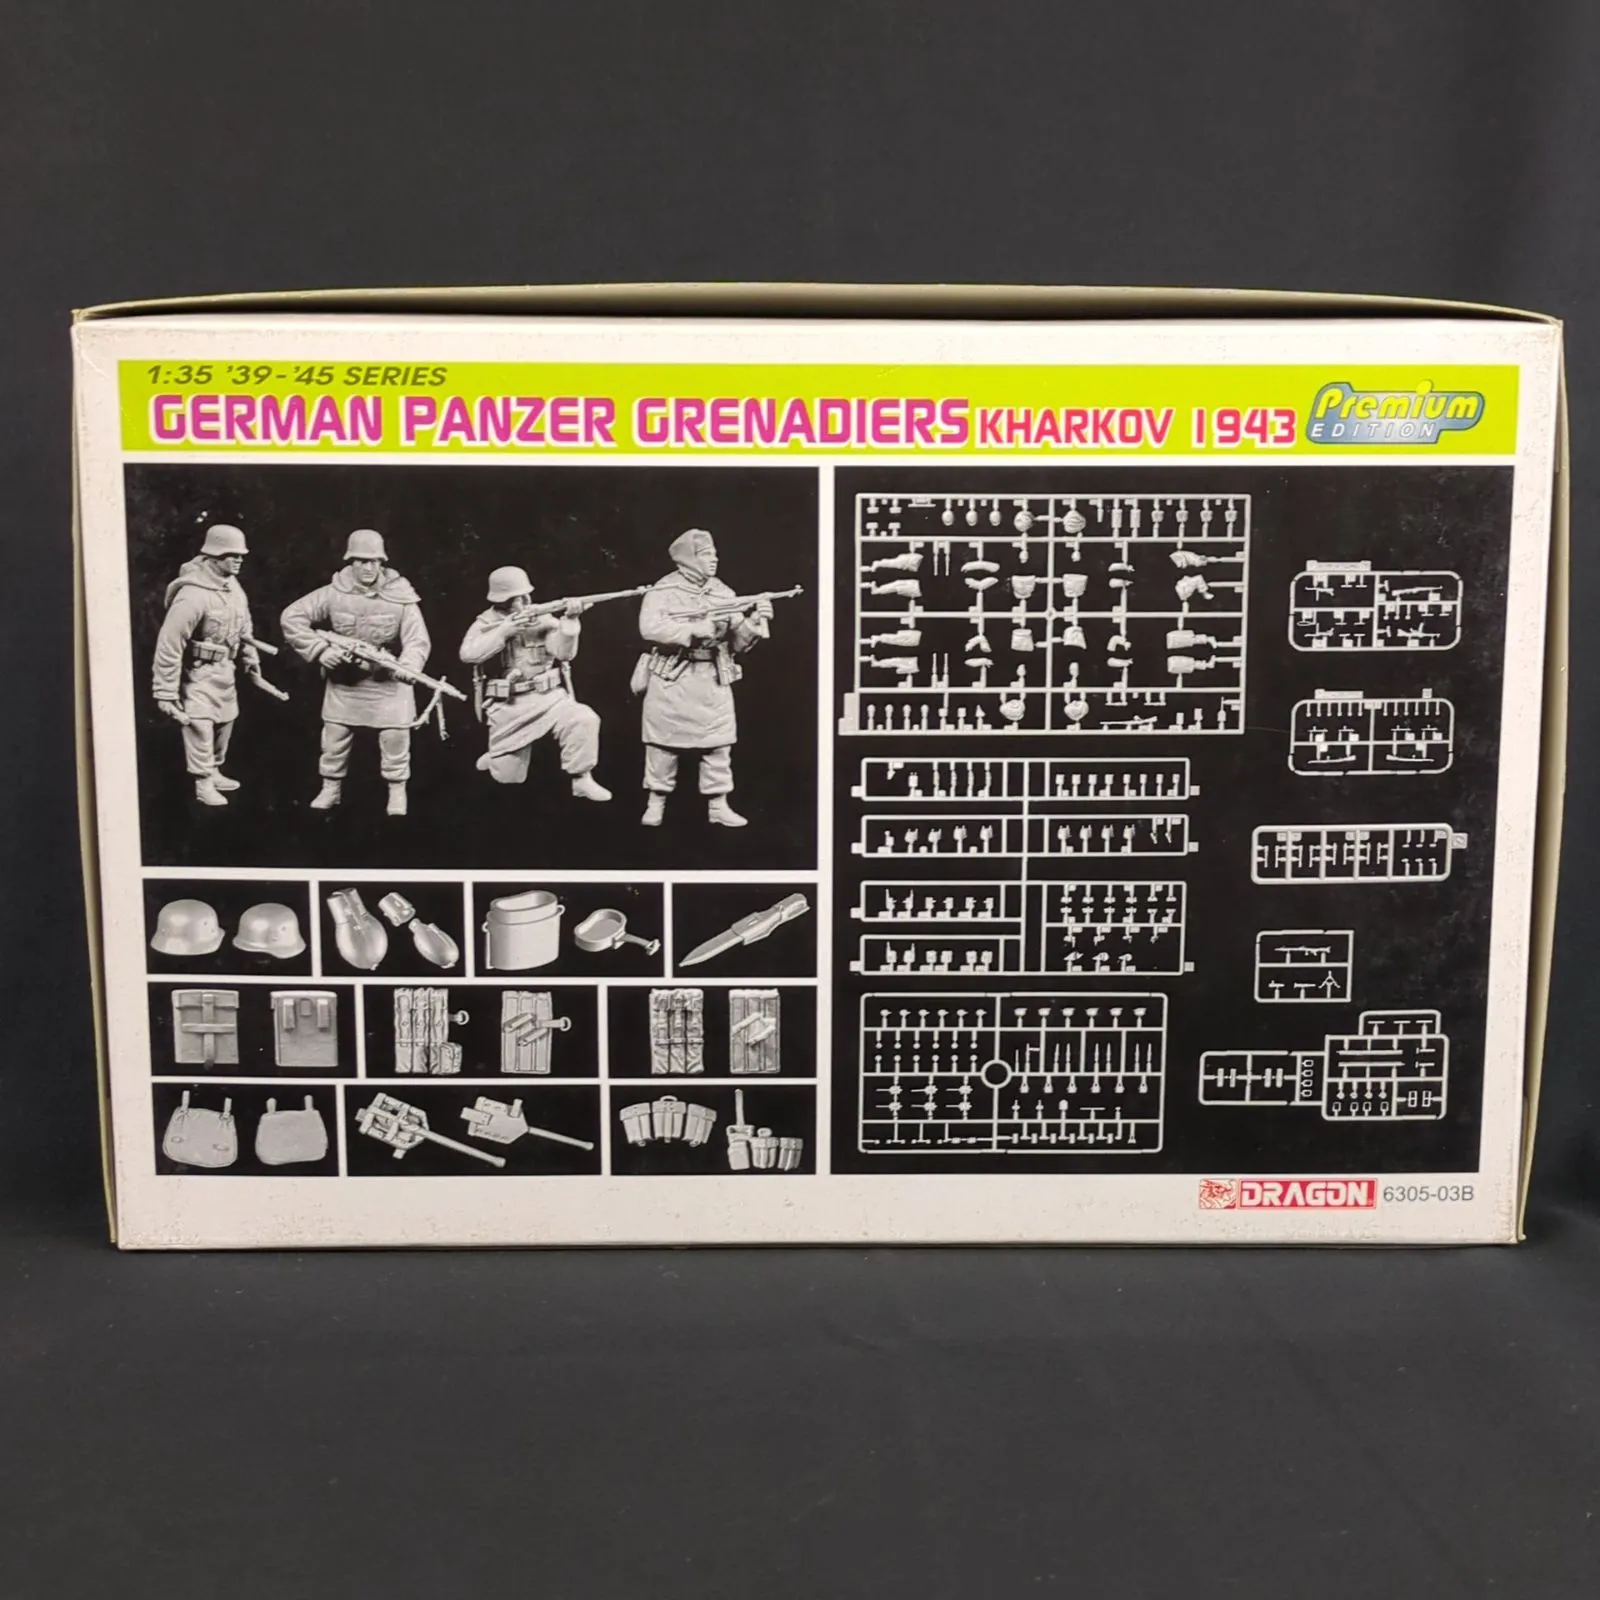 1:35 '39-'45 SERIES
GERMAN PANZER GRENADIERS KHARKOV 1943
Premium
EDITION
DRAGON 6305-03B